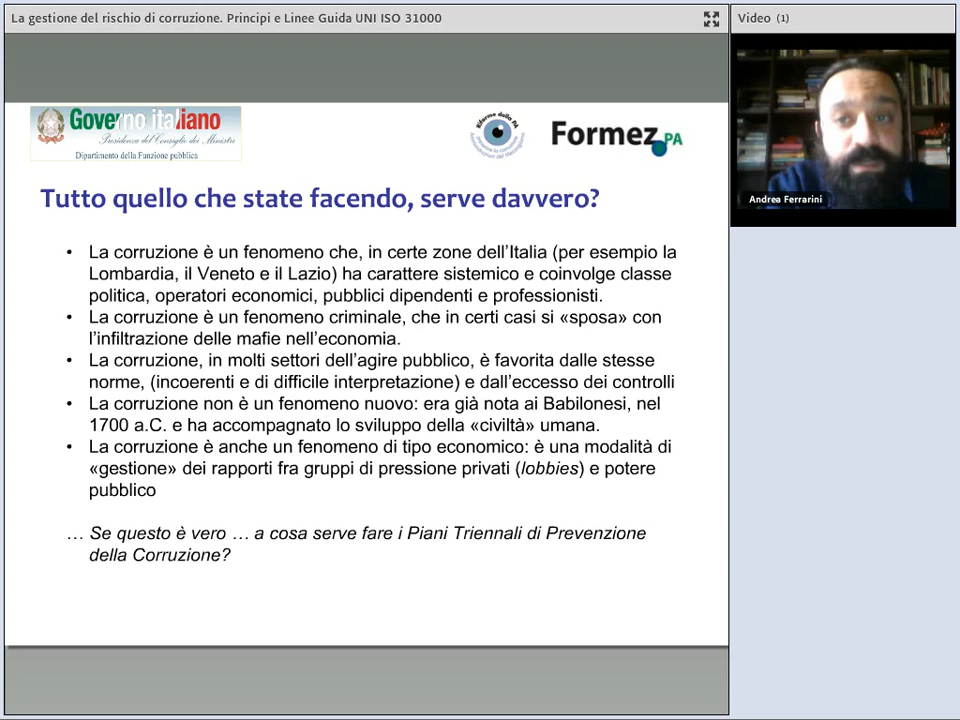 La gestione del rischio di corruzione. Principi e Linee Guida UNI ISO 31000
Video (1)
Governo italiano
Presidenza del Consiglio dei Ministri
Dipartimento della Funzione pubblica
Riforma della PA
Formez PA
Andrea Ferrarini
Tutto quello che state facendo, serve davvero?
• La corruzione è un fenomeno che, in certe zone dell'Italia (per esempio la
Lombardia, il Veneto e il Lazio) ha carattere sistemico e coinvolge classe
politica, operatori economici, pubblici dipendenti e professionisti.
• La corruzione è un fenomeno criminale, che in certi casi si «sposa» con
l'infiltrazione delle mafie nell'economia.
• La corruzione, in molti settori dell'agire pubblico, è favorita dalle stesse
norme, (incoerenti e di difficile interpretazione) e dall'eccesso dei controlli
• La corruzione non è un fenomeno nuovo: era già nota ai Babilonesi, nel
1700 a.C. e ha accompagnato lo sviluppo della «civiltà» umana.
• La corruzione è anche un fenomeno di tipo economico: è una modalità di
«gestione» dei rapporti fra gruppi di pressione privati (lobbies) e potere
pubblico
… Se questo è vero … a cosa serve fare i Piani Triennali di Prevenzione
della Corruzione?